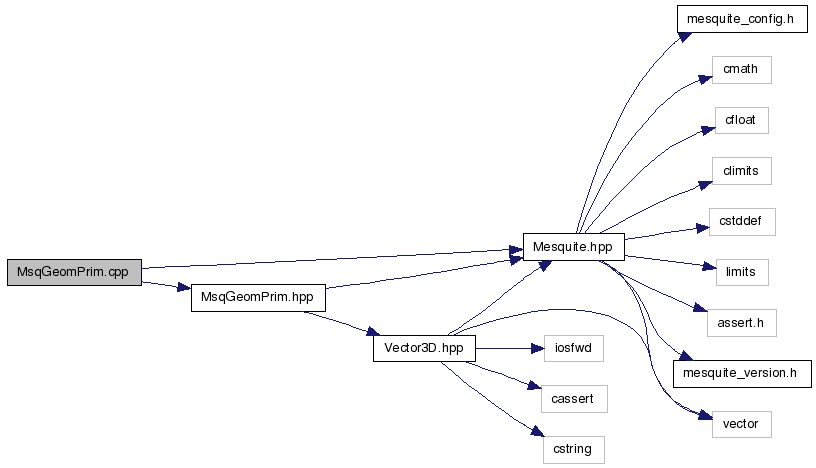 mesquite_config.h
cmath
cfloat
climits
cstddef
Mesquite.hpp
MsqGeomPrim.cpp
limits
MsqGeomPrim.hpp
assert.h
Vector3D.hpp
iosfwd
mesquite_version.h
cassert
vector
cstring